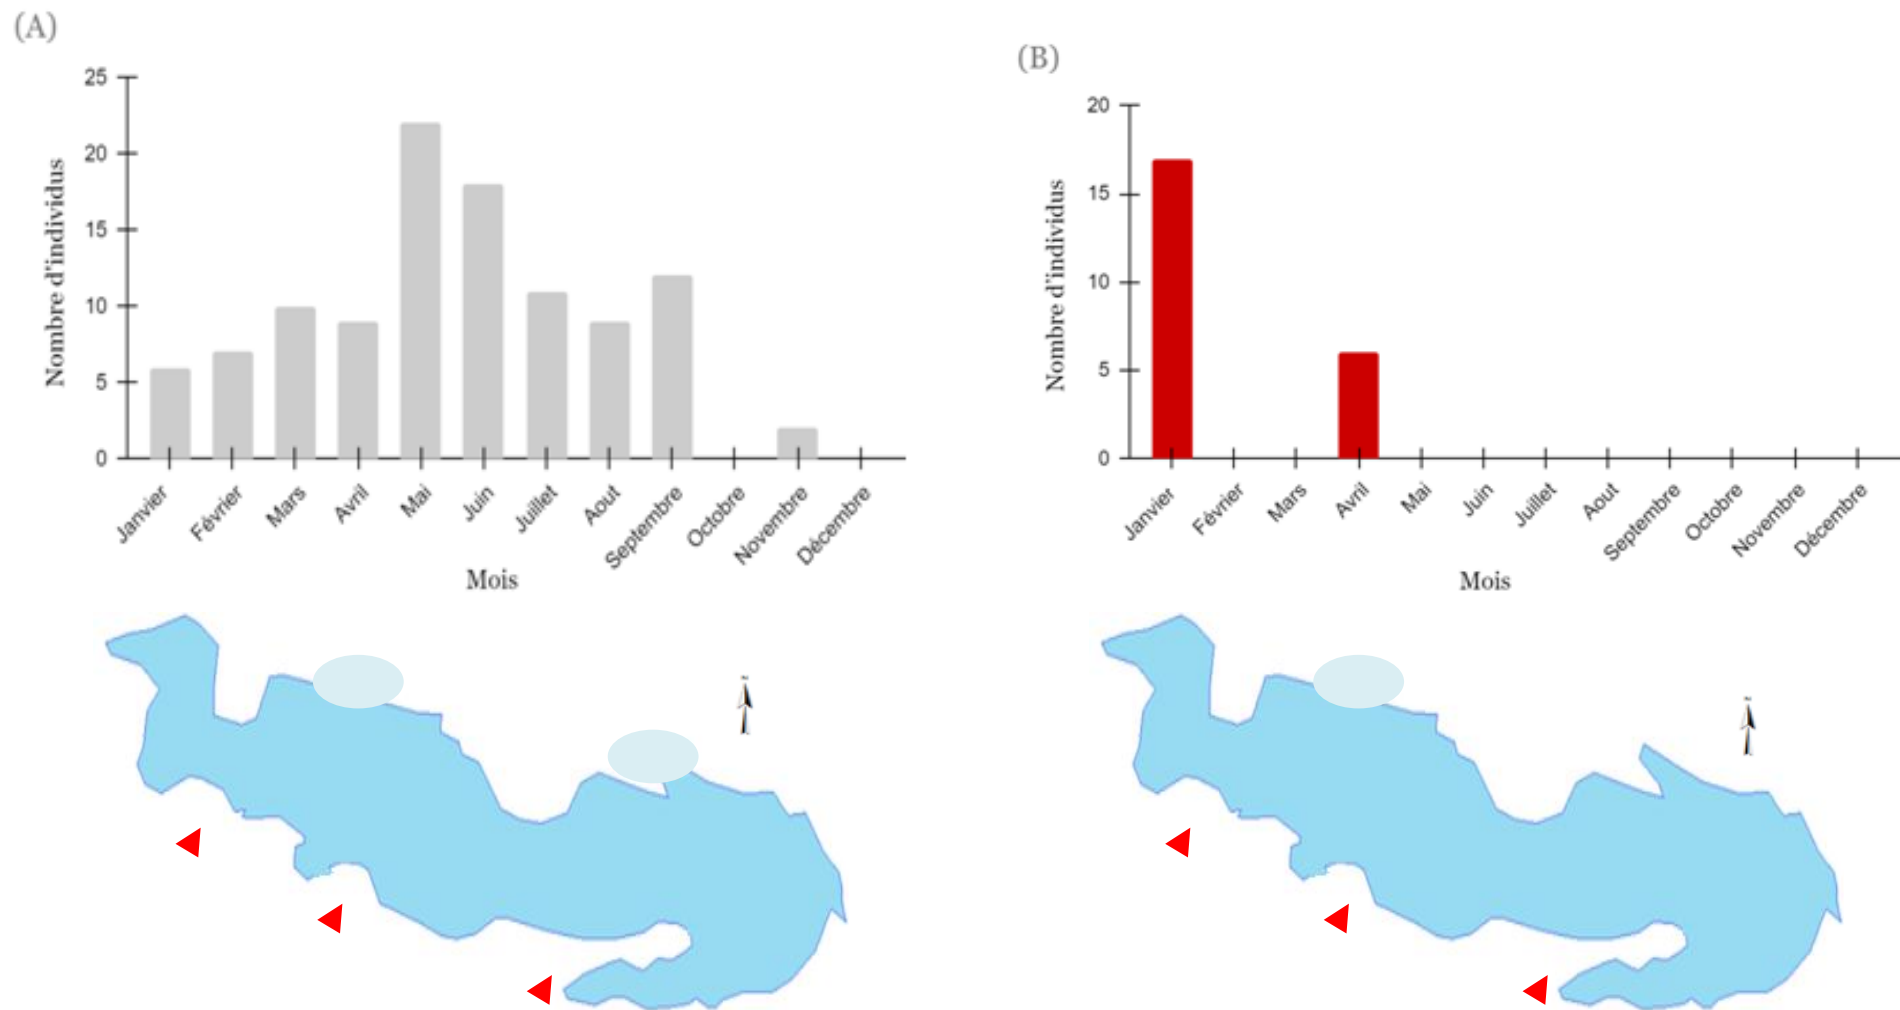 (A)
25
20
15
10
5
0
Nombre d'individus
Janvier
Février
Mars
Avril
Mai
Juin
Juillet
Aout
Septembre
Octobre
Novembre
Décembre
Mois
(B)
20
15
10
5
0
Nombre d'individus
Janvier
Février
Mars
Avril
Mai
Juin
Juillet
Aout
Septembre
Octobre
Novembre
Décembre
Mois